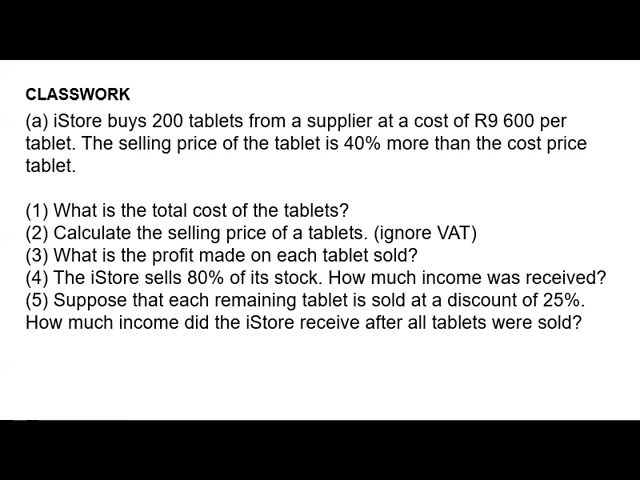 CLASSWORK
(a) iStore buys 200 tablets from a supplier at a cost of R9 600 per
tablet. The selling price of the tablet is 40% more than the cost price
tablet.
(1) What is the total cost of the tablets?
(2) Calculate the selling price of a tablets. (ignore VAT)
(3) What is the profit made on each tablet sold?
(4) The iStore sells 80% of its stock. How much income was received?
(5) Suppose that each remaining tablet is sold at a discount of 25%.
How much income did the iStore receive after all tablets were sold?